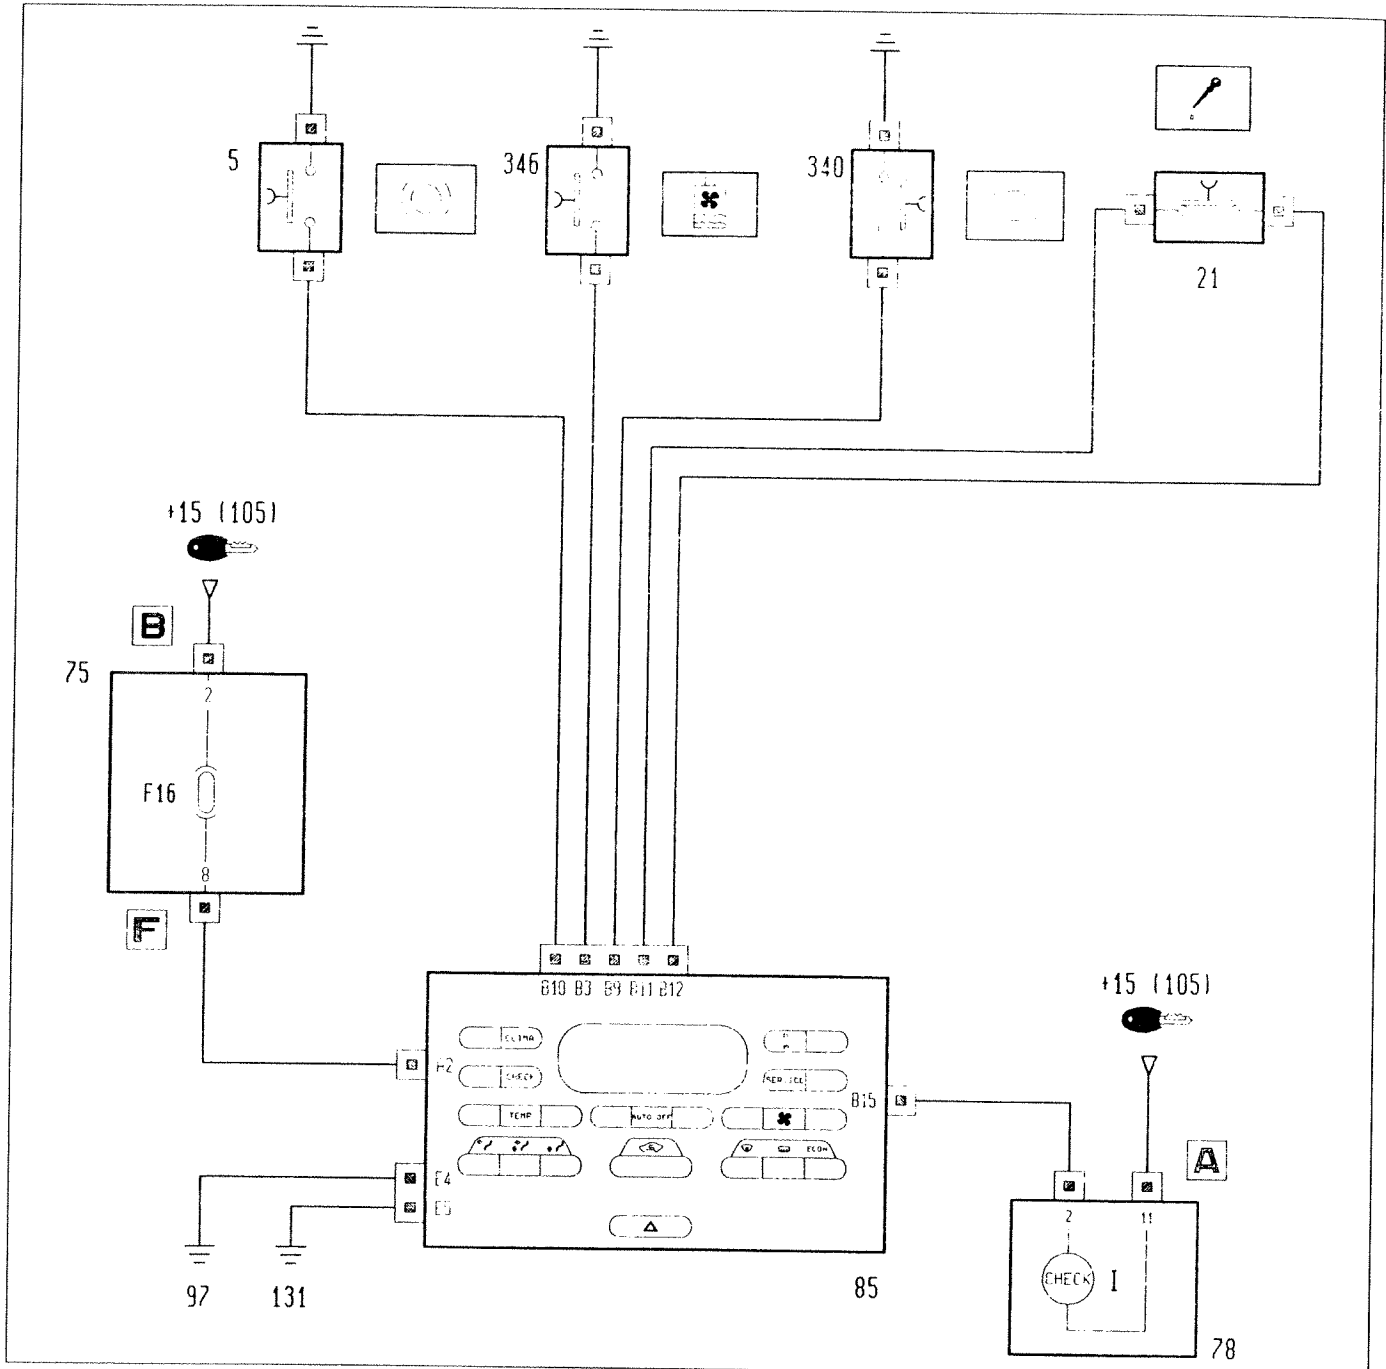 5
346
340
21
+15 (105)
B
75
2
F16
8
F
B10 B3 B9 B11 B12
+15 (105)
CLIMA
CHECK
SERVICE
A2
TEMP
AUTO OFF
B15
ECON
A
E4
E5
2
11
CHECK
I
97
131
85
78